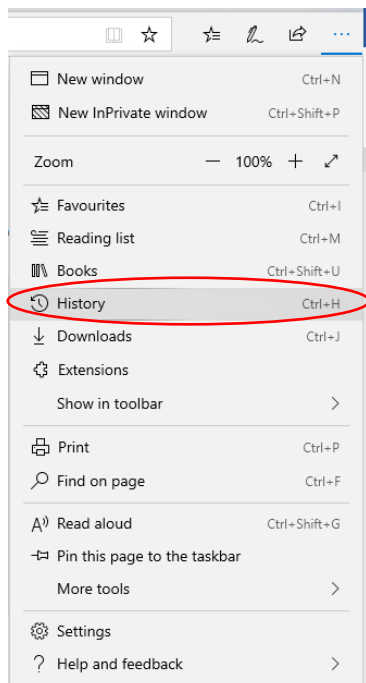 New window Ctrl+N
New InPrivate window Ctrl+Shift+P
Zoom — 100% +
Favourites Ctrl+I
Reading list Ctrl+M
Books Ctrl+Shift+U
History Ctrl+H
Downloads Ctrl+J
Extensions
Show in toolbar
Print Ctrl+P
Find on page Ctrl+F
Read aloud Ctrl+Shift+G
Pin this page to the taskbar
More tools
Settings
Help and feedback